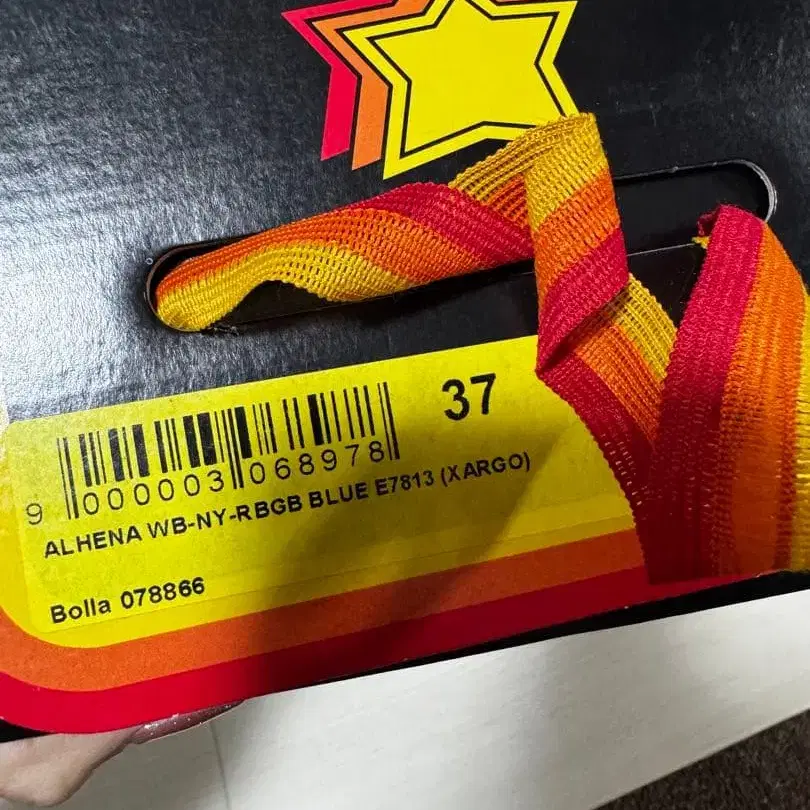 37
9 000003 068978
ALHENA WB-NY-RBGB BLUE E7813 (XARGO)
Bolla 078866